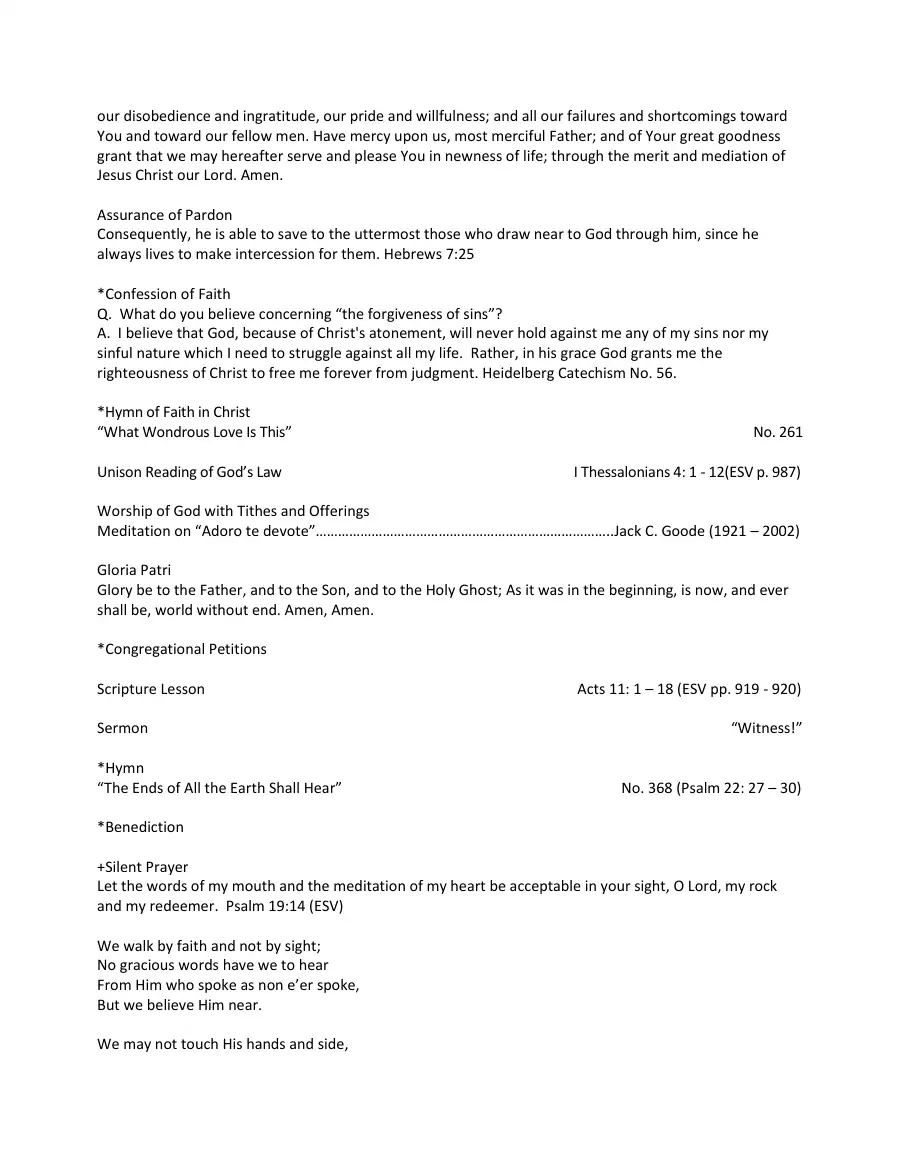 our disobedience and ingratitude, our pride and willfulness; and all our failures and shortcomings toward
You and toward our fellow men. Have mercy upon us, most merciful Father; and of Your great goodness
grant that we may hereafter serve and please You in newness of life; through the merit and mediation of
Jesus Christ our Lord. Amen.
Assurance of Pardon
Consequently, he is able to save to the uttermost those who draw near to God through him, since he
always lives to make intercession for them. Hebrews 7:25
*Confession of Faith
Q.  What do you believe concerning “the forgiveness of sins”?
A.  I believe that God, because of Christ's atonement, will never hold against me any of my sins nor my
sinful nature which I need to struggle against all my life.  Rather, in his grace God grants me the
righteousness of Christ to free me forever from judgment. Heidelberg Catechism No. 56.
*Hymn of Faith in Christ
“What Wondrous Love Is This” No. 261
Unison Reading of God’s Law I Thessalonians 4: 1 - 12(ESV p. 987)
Worship of God with Tithes and Offerings
Meditation on “Adoro te devote”……………………………………………………………………..Jack C. Goode (1921 – 2002)
Gloria Patri
Glory be to the Father, and to the Son, and to the Holy Ghost; As it was in the beginning, is now, and ever
shall be, world without end. Amen, Amen.
*Congregational Petitions
Scripture Lesson Acts 11: 1 – 18 (ESV pp. 919 - 920)
Sermon “Witness!”
*Hymn
“The Ends of All the Earth Shall Hear” No. 368 (Psalm 22: 27 – 30)
*Benediction
+Silent Prayer
Let the words of my mouth and the meditation of my heart be acceptable in your sight, O Lord, my rock
and my redeemer.  Psalm 19:14 (ESV)
We walk by faith and not by sight;
No gracious words have we to hear
From Him who spoke as non e’er spoke,
But we believe Him near.
We may not touch His hands and side,